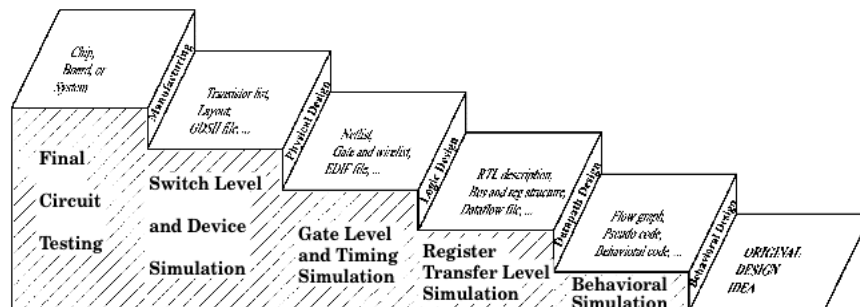 Chip,
Board, or
System
Manufacturing
Transistor list,
Layout,
GDSII file, ...
Physical Design
Netlist,
Gate and wirelist,
EDIF file, ...
Logic Design
RTL description,
Bus and reg structure,
Dataflow file, ...
Datapath Design
Flow graph,
Pseudo code,
Behavioral code, ...
Behavioral Design
ORIGINAL
DESIGN
IDEA
Final
Circuit
Testing
Switch Level
and Device
Simulation
Gate Level
and Timing
Simulation
Register
Transfer Level
Simulation
Behavioral
Simulation